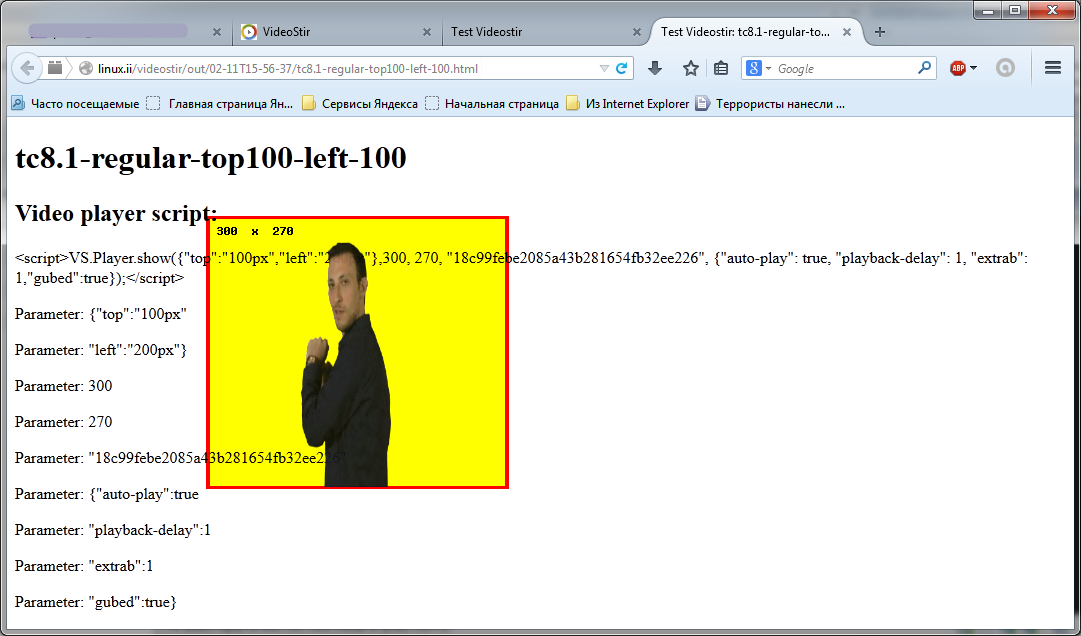 VideoStir
Test Videostir
Test Videostir: tc8.1-regular-to...
linux.ii/videostir/out/02-11T15-56-37/tc8.1-regular-top100-left-100.html
8
Google
ABP
Часто посещаемые
Главная страница Ян...
Сервисы Яндекса
Начальная страница
Из Internet Explorer
Террористы нанесли ...
tc8.1-regular-top100-left-100
Video player script:
300 x 270
<script>VS.Player.show({"top":"100px","left":"2 "},300, 270, "18c99febe2085a43b281654fb32ee226", {"auto-play": true, "playback-delay": 1, "extrab":
1,"gubed":true});</script>
Parameter: {"top":"100px"
Parameter: "left":"200px"}
Parameter: 300
Parameter: 270
Parameter: "18c99febe2085a43b281654fb32ee226"
Parameter: {"auto-play":true
Parameter: "playback-delay":1
Parameter: "extrab":1
Parameter: "gubed":true}